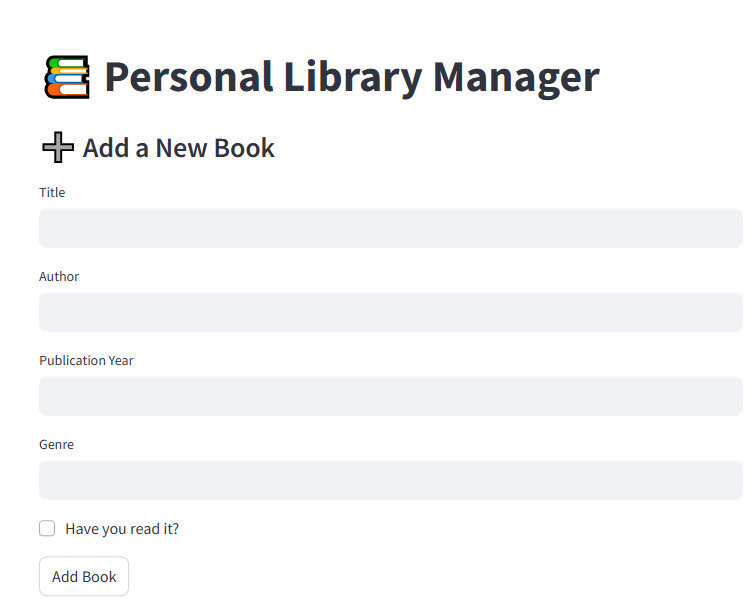 Personal Library Manager
Add a New Book
Title
Author
Publication Year
Genre
Have you read it?
Add Book